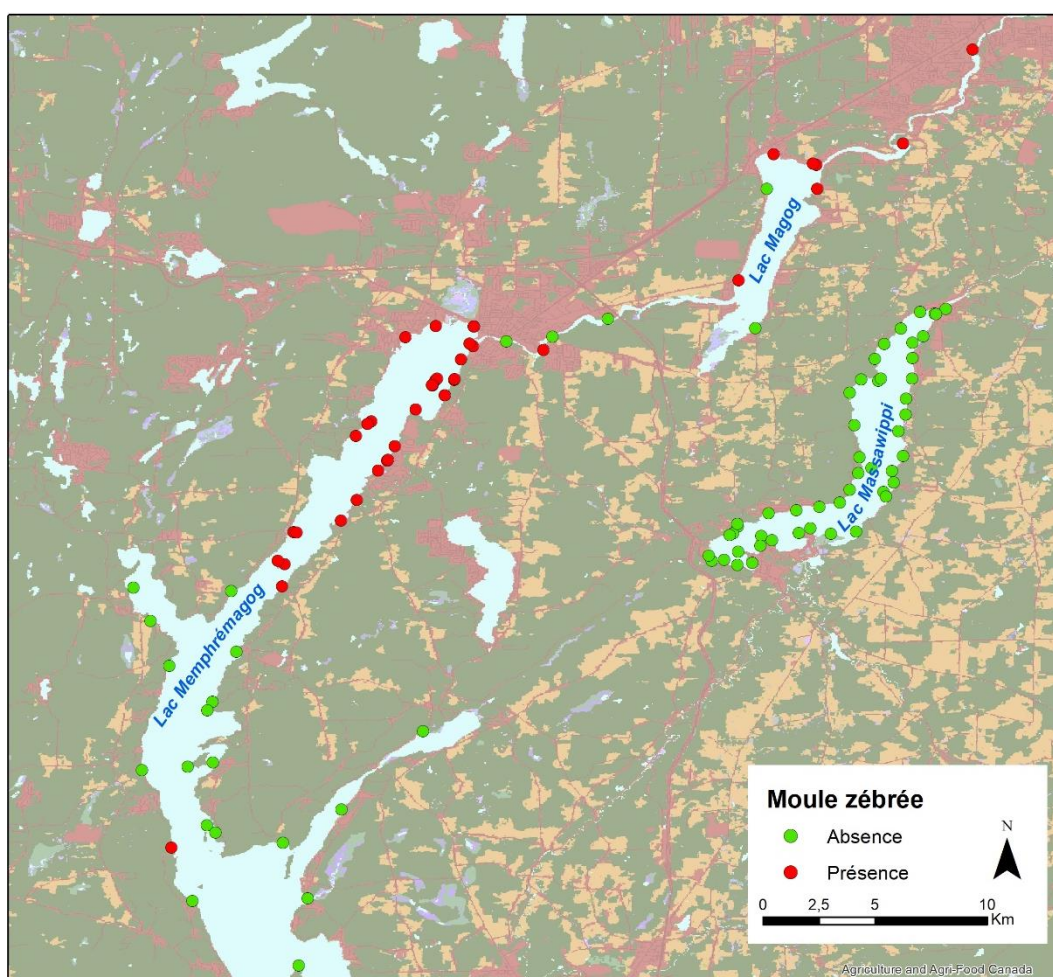 Lac Magog
Lac Massawippi
Lac Memphrémagog
Moule zébrée
Absence
Présence
N
0 2,5 5 10
Km
Agriculture and Agri-Food Canada